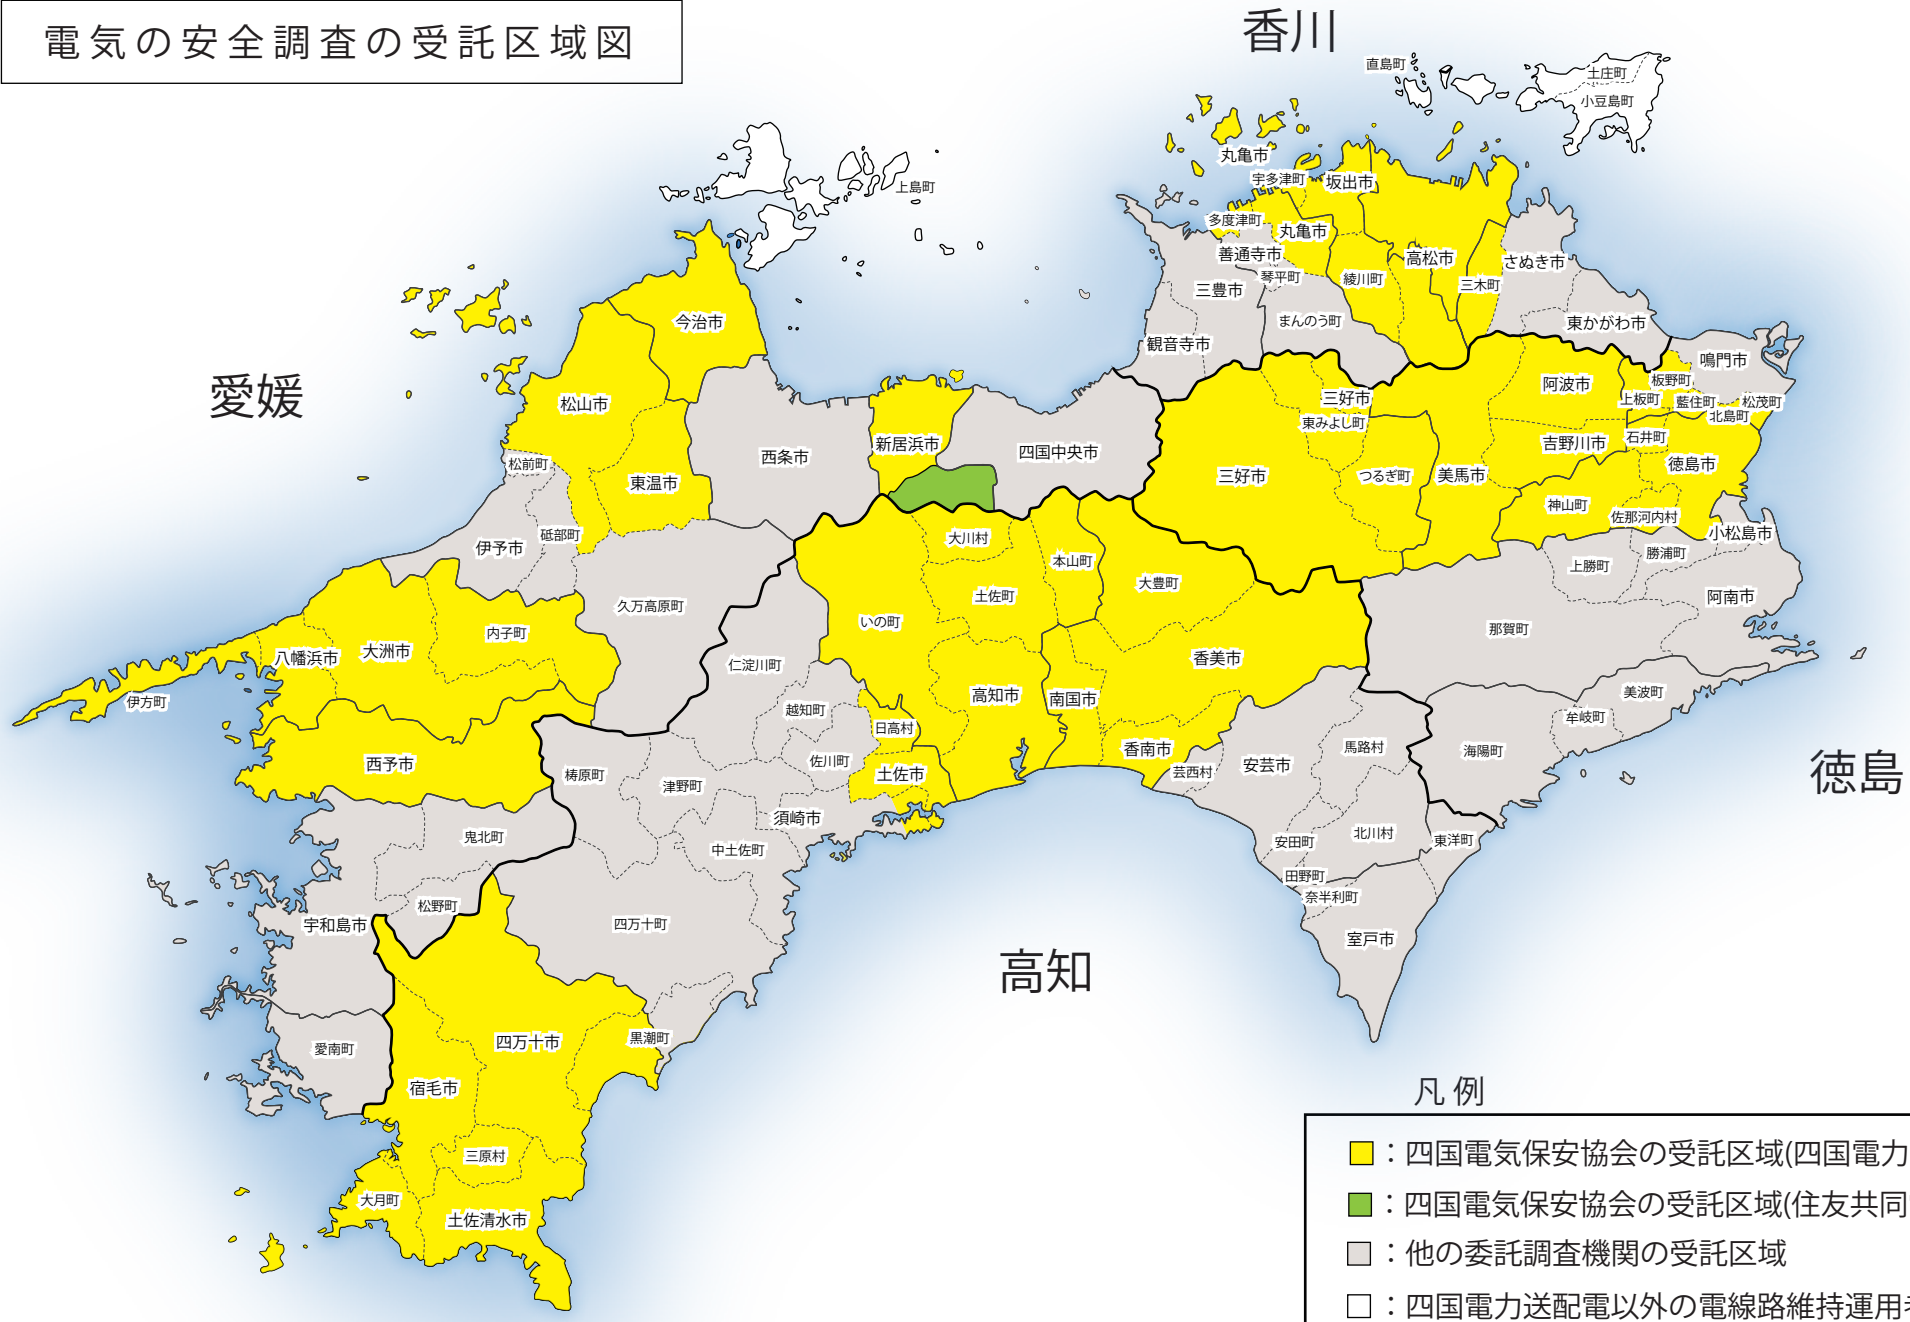 電気の安全調査の受託区域図
香川
直島町
土庄町
小豆島町
上島町
丸亀市
宇多津町
坂出市
多度津町
丸亀市
善通寺市
琴平町
綾川町
高松市
三木町
さぬき市
三豊市
まんのう町
東かがわ市
観音寺市
鳴門市
今治市
愛媛
松山市
新居浜市
西条市
四国中央市
松前町
東温市
砥部町
伊予市
久万高原町
内子町
大洲市
八幡浜市
伊方町
西予市
鬼北町
松野町
宇和島市
愛南町
三好市
東みよし町
阿波市
板野町
上板町
藍住町
松茂町
北島町
吉野川市
石井町
徳島市
三好市
つるぎ町
美馬市
神山町
佐那河内村
小松島市
勝浦町
上勝町
阿南市
那賀町
美波町
牟岐町
海陽町
徳島
大川村
本山町
大豊町
土佐町
いの町
仁淀川町
香美市
高知市
南国市
越知町
日高村
香南市
佐川町
土佐市
梼原町
津野町
須崎市
中土佐町
芸西村
安芸市
馬路村
安田町
北川村
東洋町
田野町
奈半利町
室戸市
四万十町
高知
黒潮町
四万十市
宿毛市
三原村
大月町
土佐清水市
凡例
：四国電気保安協会の受託区域(四国電力
：四国電気保安協会の受託区域(住友共同
：他の委託調査機関の受託区域
：四国電力送配電以外の電線路維持運用者